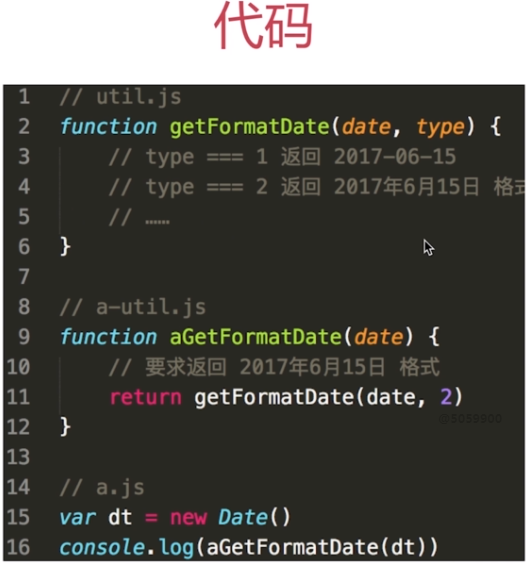 代码
1 // util.js
2 function getFormatDate(date, type) {
3 // type === 1 返回 2017-06-15
4 // type === 2 返回 2017年6月15日 格
5 // ……
6 }
7
8 // a-util.js
9 function aGetFormatDate(date) {
10 // 要求返回 2017年6月15日 格式
11 return getFormatDate(date, 2)
12 }
@5059900
13
14 // a.js
15 var dt = new Date()
16 console.log(aGetFormatDate(dt))